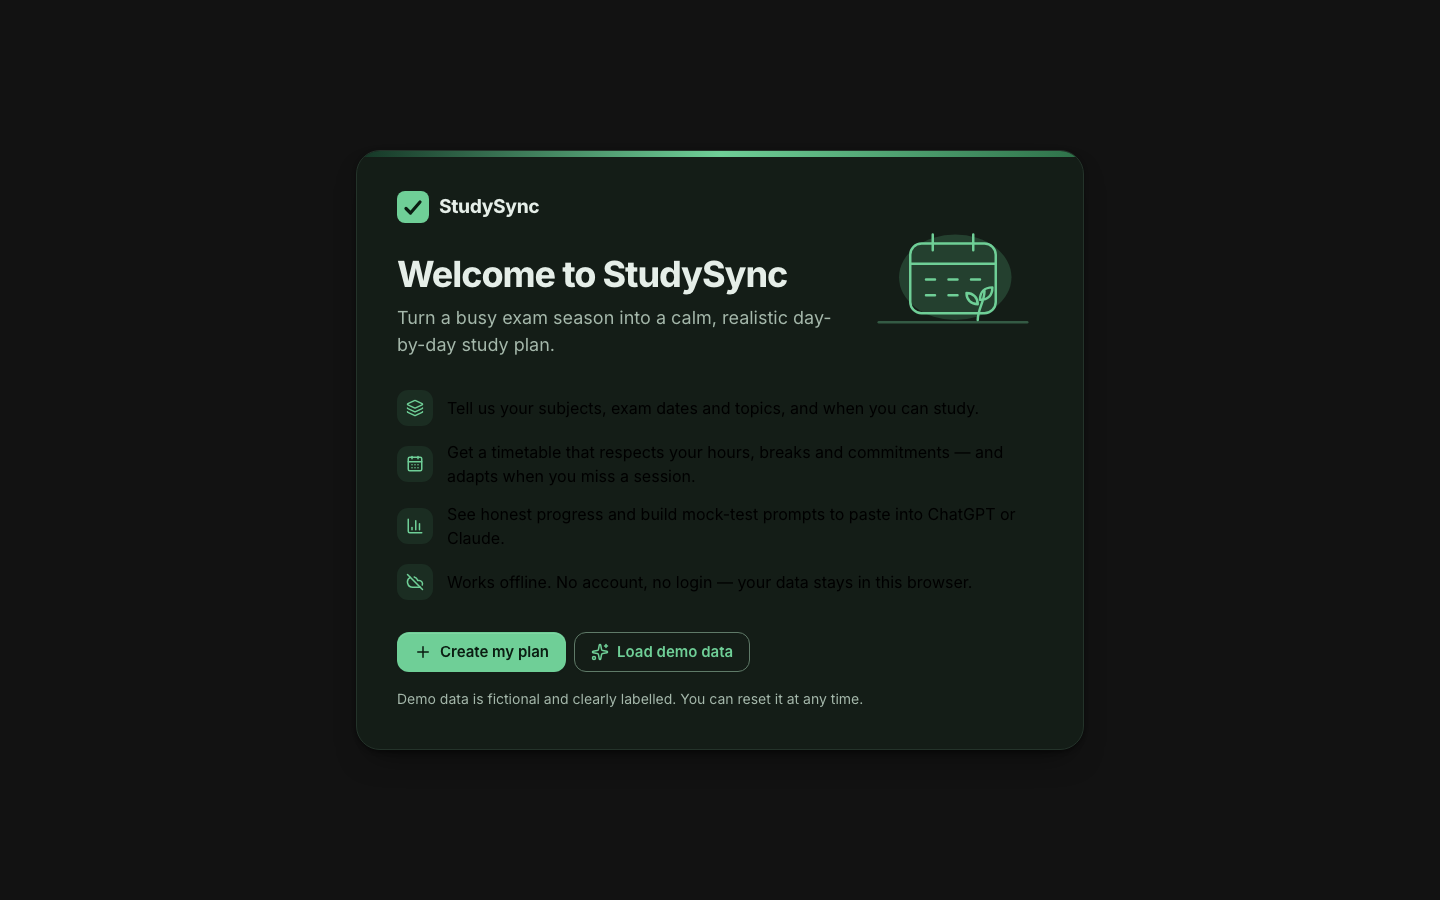 StudySync
Welcome to StudySync
Turn a busy exam season into a calm, realistic day-
by-day study plan.
Tell us your subjects, exam dates and topics, and when you can study.
Get a timetable that respects your hours, breaks and commitments — and
adapts when you miss a session.
See honest progress and build mock-test prompts to paste into ChatGPT or
Claude.
Works offline. No account, no login — your data stays in this browser.
Create my plan
Load demo data
Demo data is fictional and clearly labelled. You can reset it at any time.